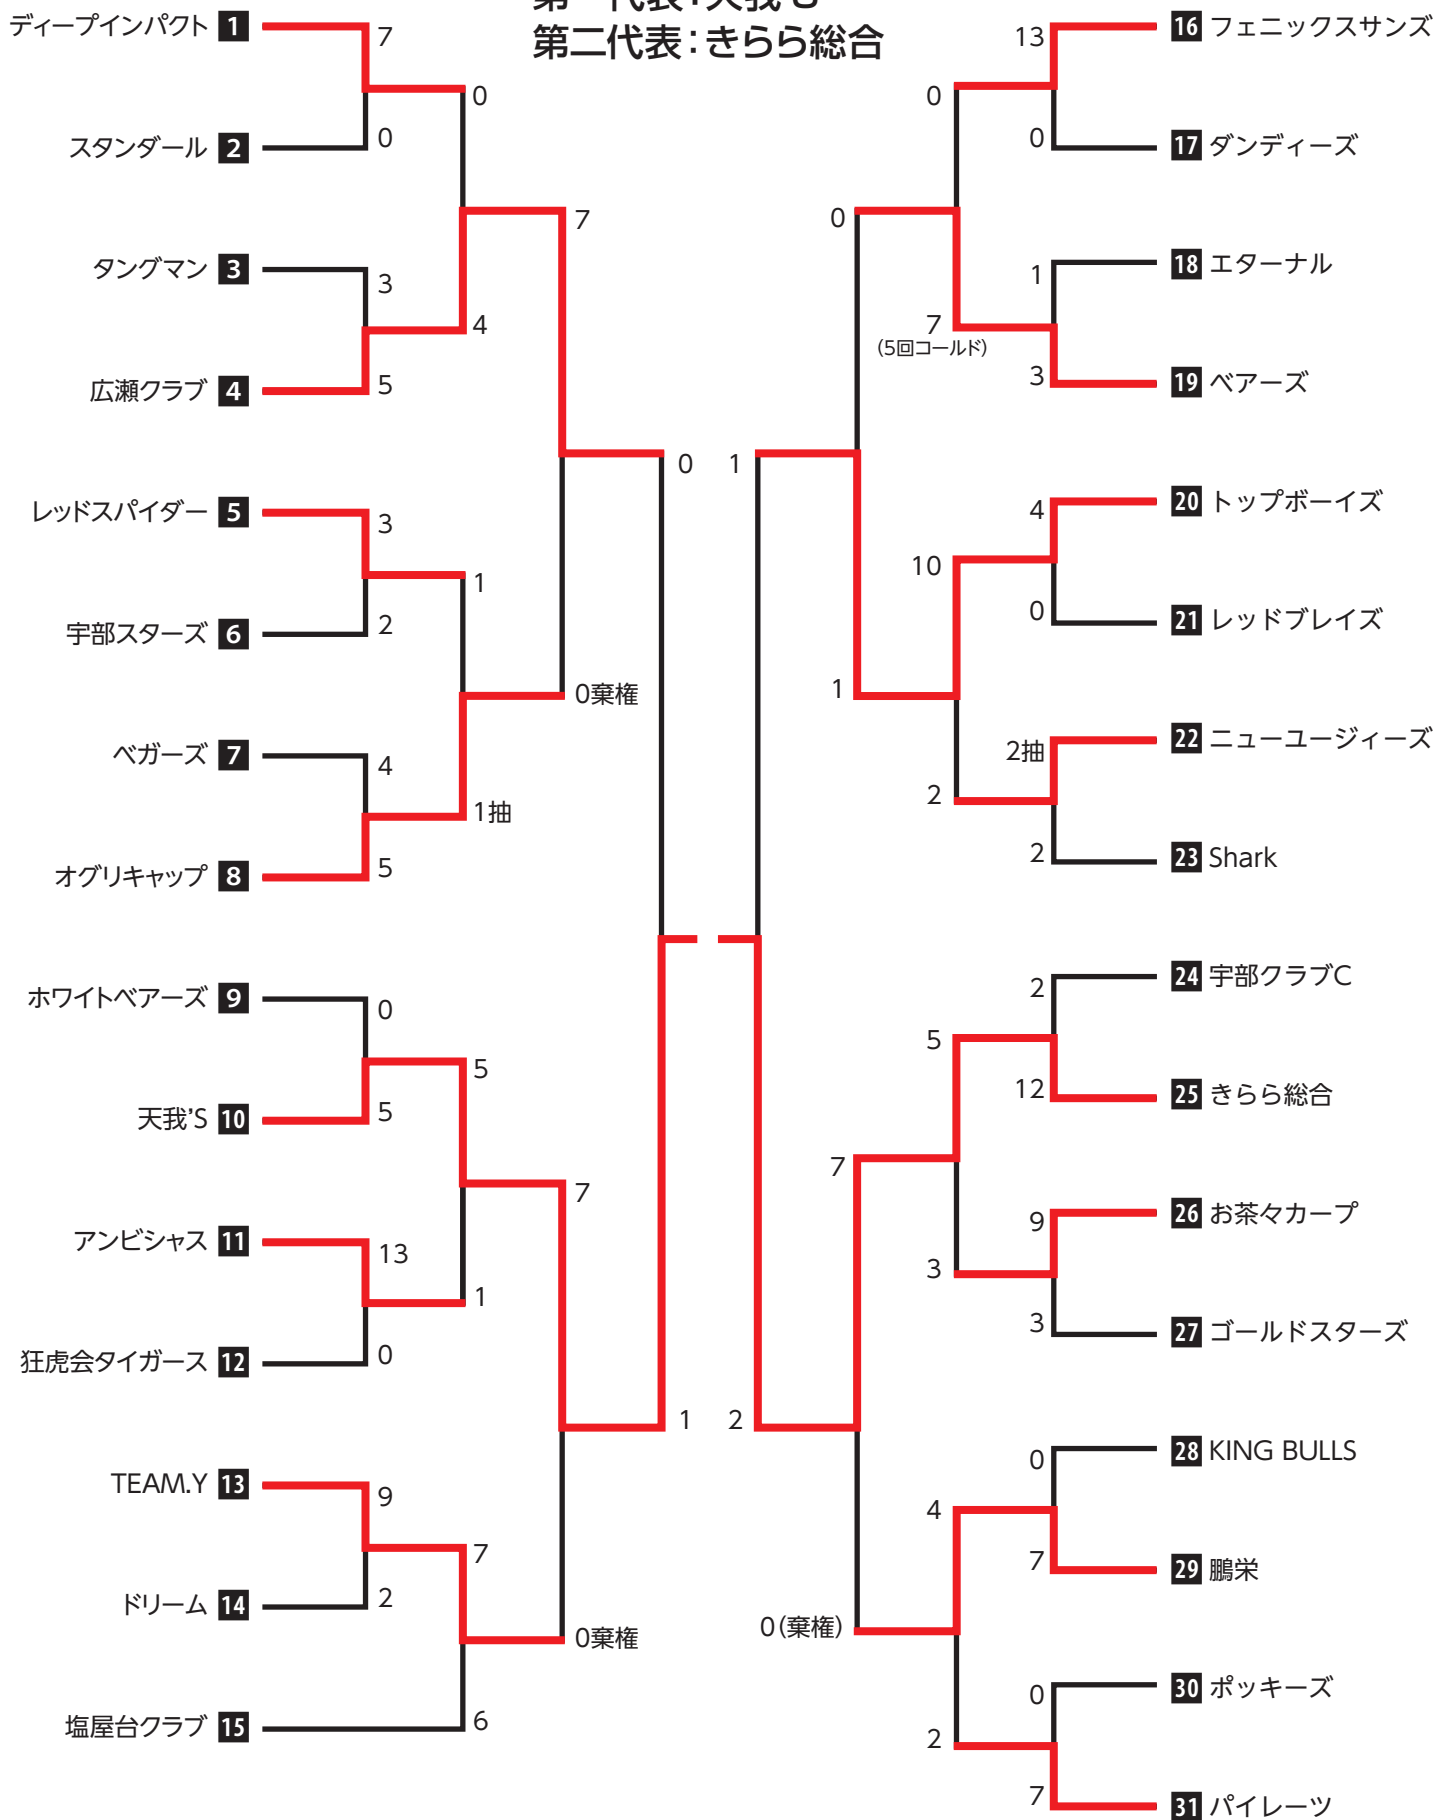 第二代表：きらら総合
ディープインパクト 1
7
0
スタンダール 2
0
7
タングマン 3
3
4
広瀬クラブ 4
5
0
レッドスパイダー 5
3
1
宇部スターズ 6
2
0棄権
ベガーズ 7
4
1抽
オグリキャップ 8
5
ホワイトベアーズ 9
0
5
天我'S 10
5
7
アンビシャス 11
13
1
狂虎会タイガース 12
0
1
TEAM.Y 13
9
7
ドリーム 14
2
0棄権
塩屋台クラブ 15
6
13
16 フェニックスサンズ
0
0
17 ダンディーズ
0
1
18 エターナル
7
(5回コールド)
3
19 ベアーズ
1
4
20 トップボーイズ
10
0
21 レッドブレイズ
1
2抽
22 ニューユージィーズ
2
2
23 Shark
2
24 宇部クラブC
5
12
25 きらら総合
7
9
26 お茶々カープ
3
3
27 ゴールドスターズ
2
0
28 KING BULLS
4
7
29 鵬栄
0(棄権)
0
30 ポッキーズ
2
7
31 パイレーツ